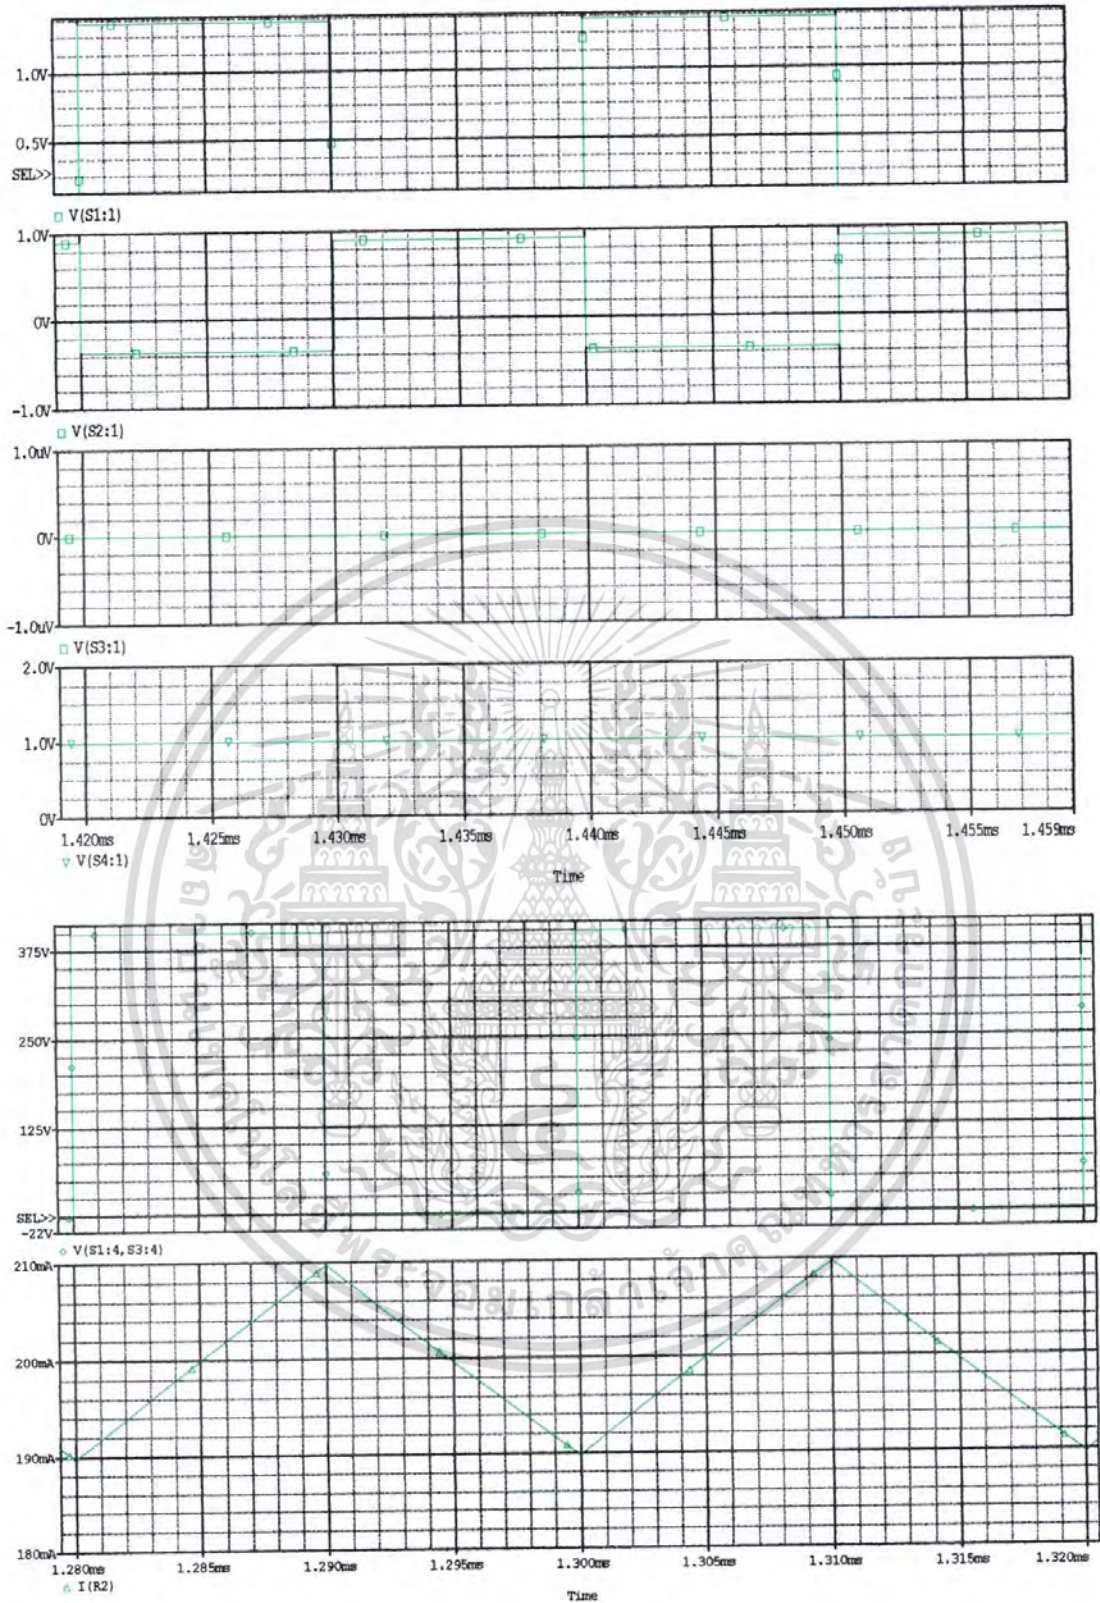 1.0V
0.5V
SEL>>
V(S1:1)
1.0V
0V
-1.0V
V(S2:1)
1.0uV
0V
-1.0uV
V(S3:1)
2.0V
1.0V
0V
1.420ms 1.425ms 1.430ms 1.435ms 1.440ms 1.445ms 1.450ms 1.455ms 1.459ms
V(S4:1)
Time
375V
250V
125V
SEL>>
-22V
V(S1:4,S3:4)
210mA
200mA
190mA
180mA
1.280ms 1.285ms 1.290ms 1.295ms 1.300ms 1.305ms 1.310ms 1.315ms 1.320ms
I(R2)
Time